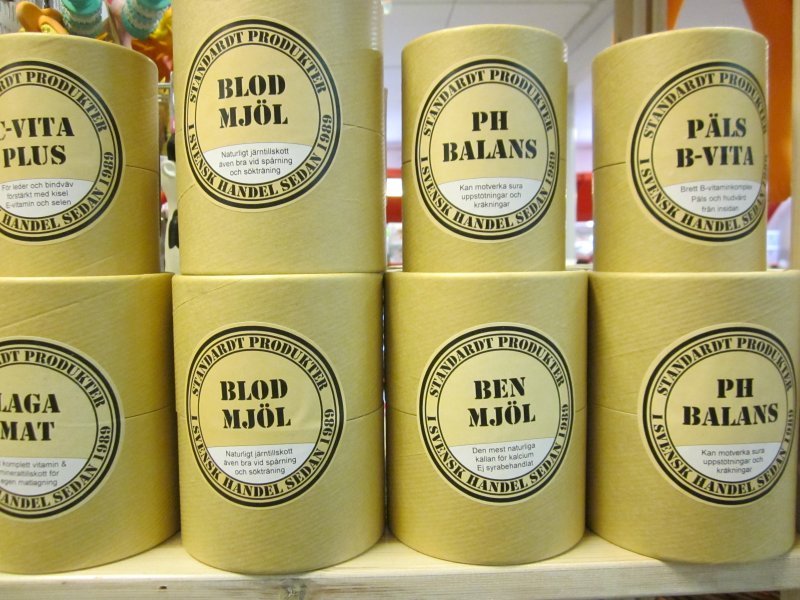 STANDARDT PRODUKTER
C-VITA
PLUS
För leder och bindväv
förstärkt med kisel
E-vitamin och selen
I SVENSK HANDEL SEDAN 1989
STANDARDT PRODUKTER
BLOD
MJÖL
Naturligt järntillskott
även bra vid spårning
och sökträning
I SVENSK HANDEL SEDAN 1989
STANDARDT PRODUKTER
PH
BALANS
Kan motverka sura
uppstötningar och
kräkningar
I SVENSK HANDEL SEDAN 1989
STANDARDT PRODUKTER
PÄLS
B-VITA
Brett B-vitaminkomplex
Päls och hudvård
från insidan
I SVENSK HANDEL SEDAN 1989
STANDARDT PRODUKTER
LAGA
MAT
komplett vitamin &
mineraltillskott för
egen matlagning
I SVENSK HANDEL SEDAN 1989
STANDARDT PRODUKTER
BLOD
MJÖL
Naturligt järntillskott
även bra vid spårning
och sökträning
I SVENSK HANDEL SEDAN 1989
STANDARDT PRODUKTER
BEN
MJÖL
Den mest naturliga
källan för kalcium
Ej syrabehandlat
I SVENSK HANDEL SEDAN 1989
STANDARDT PRODUKTER
PH
BALANS
Kan motverka sura
uppstötningar och
kräkningar
I SVENSK HANDEL SEDAN 1989